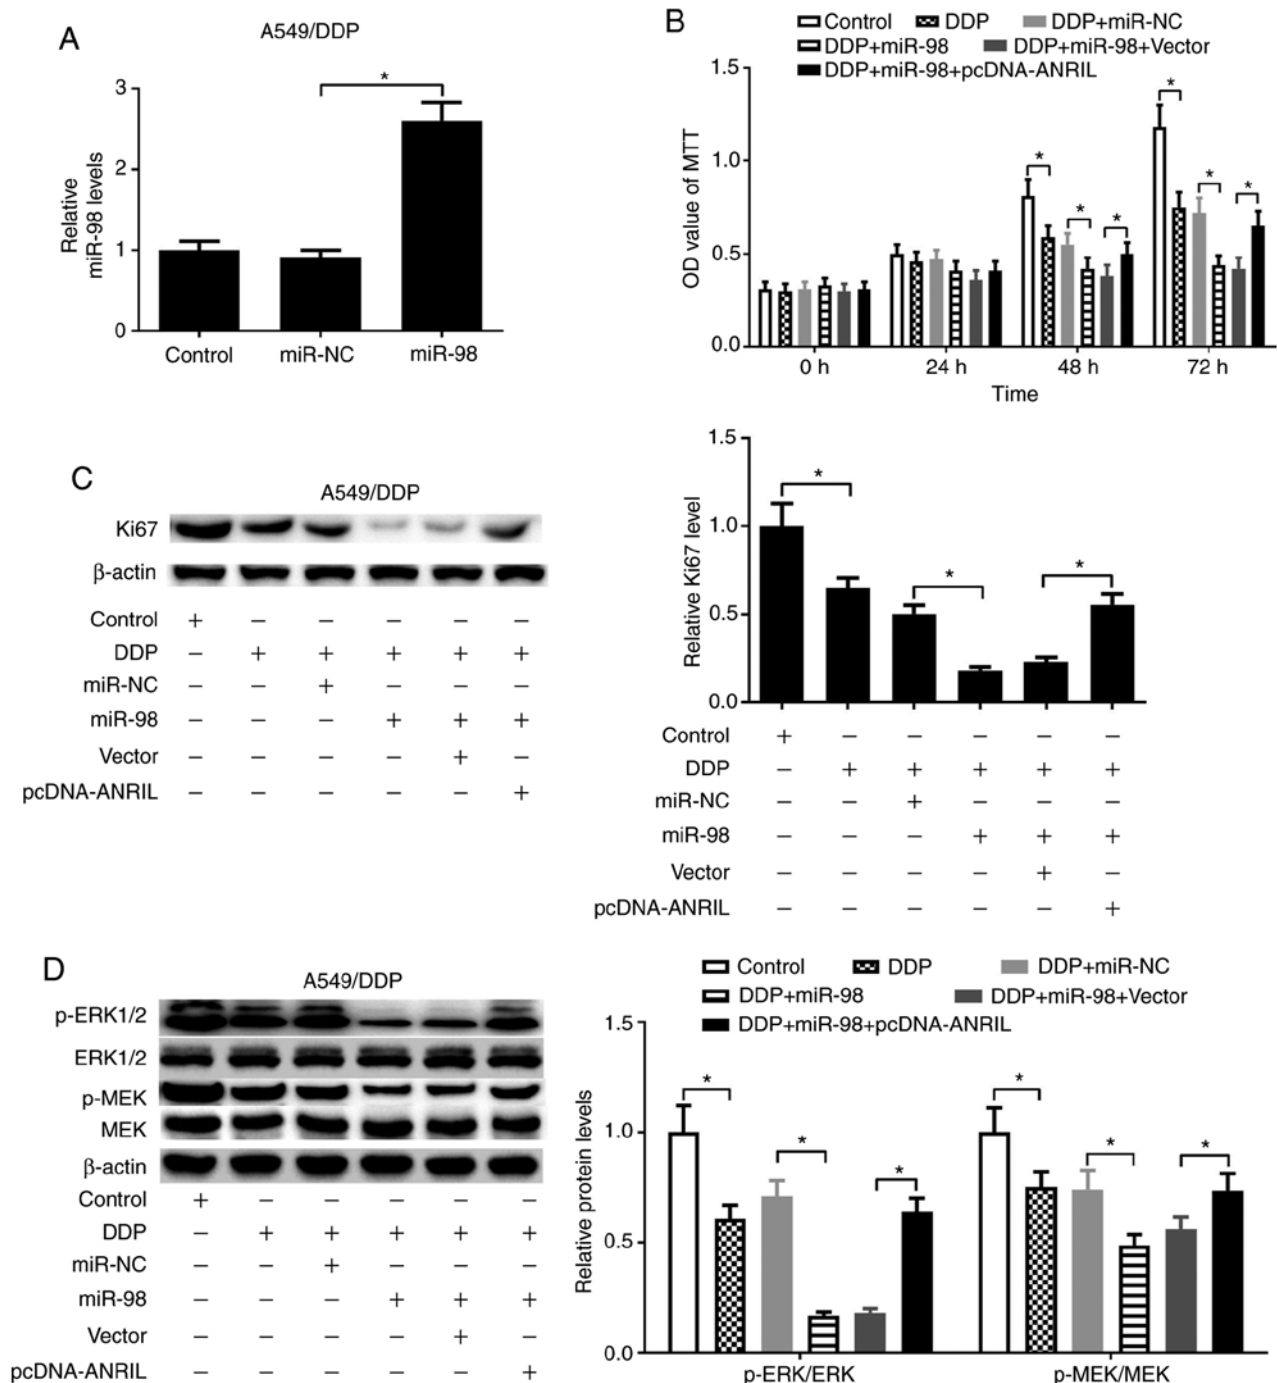 A
A549/DDP
*
3
2
1
0
Relative
miR-98 levels
Control miR-NC miR-98
B
Control DDP DDP+miR-NC
DDP+miR-98 DDP+miR-98+Vector
DDP+miR-98+pcDNA-ANRIL
1.5
1.0
0.5
0.0
OD value of MTT
* * * * * *
0 h 24 h 48 h 72 h
Time
C
A549/DDP
Ki67
β-actin
Control + − − − − −
DDP − + + + + +
miR-NC − − + − − −
miR-98 − − − + + +
Vector − − − − + −
pcDNA-ANRIL − − − − − +
1.5
1.0
0.5
0.0
Relative Ki67 level
* * *
Control + − − − − −
DDP − + + + + +
miR-NC − − + − − −
miR-98 − − − + + +
Vector − − − − + −
pcDNA-ANRIL − − − − − +
D
A549/DDP
p-ERK1/2
ERK1/2
p-MEK
MEK
β-actin
Control + − − − − −
DDP − + + + + +
miR-NC − − + − − −
miR-98 − − − + + +
Vector − − − − + −
pcDNA-ANRIL − − − − − +
Control DDP DDP+miR-NC
DDP+miR-98 DDP+miR-98+Vector
DDP+miR-98+pcDNA-ANRIL
1.5
1.0
0.5
0.0
Relative protein levels
* * * * * *
p-ERK/ERK p-MEK/MEK